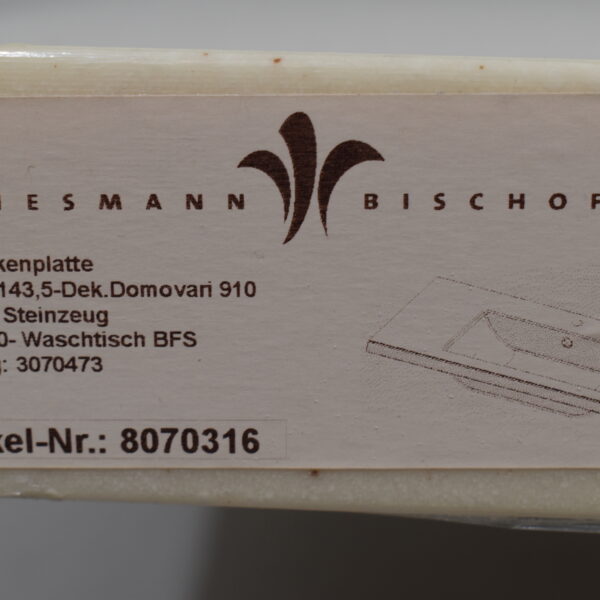 IESMANN BISCHOF
kenplatte
143,5-Dek.Domovari 910
Steinzeug
0- Waschtisch BFS
: 3070473
kel-Nr.: 8070316